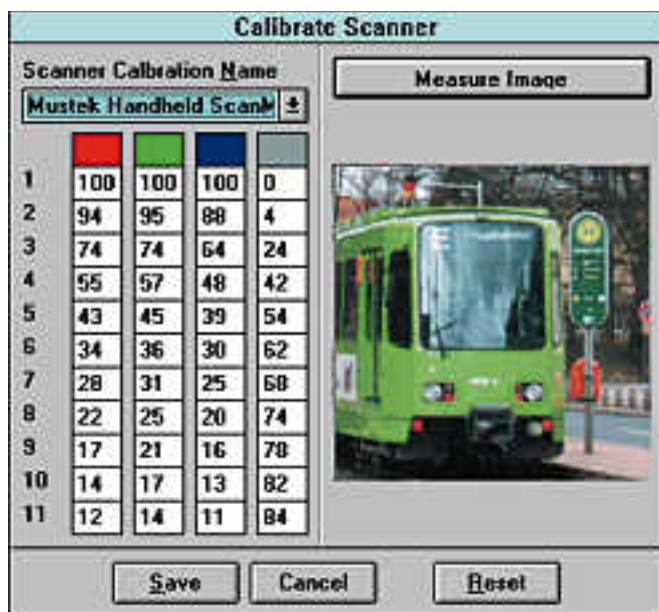 Calibrate Scanner
Scanner Calbration Name
Mustek Handheld ScanM
Measure Image
1 100 100 100 0
2 94 95 88 4
3 74 74 64 24
4 55 57 48 42
5 43 45 39 54
6 34 36 30 62
7 28 31 25 68
8 22 25 20 74
9 17 21 16 78
10 14 17 13 82
11 12 14 11 84
Save Cancel Reset